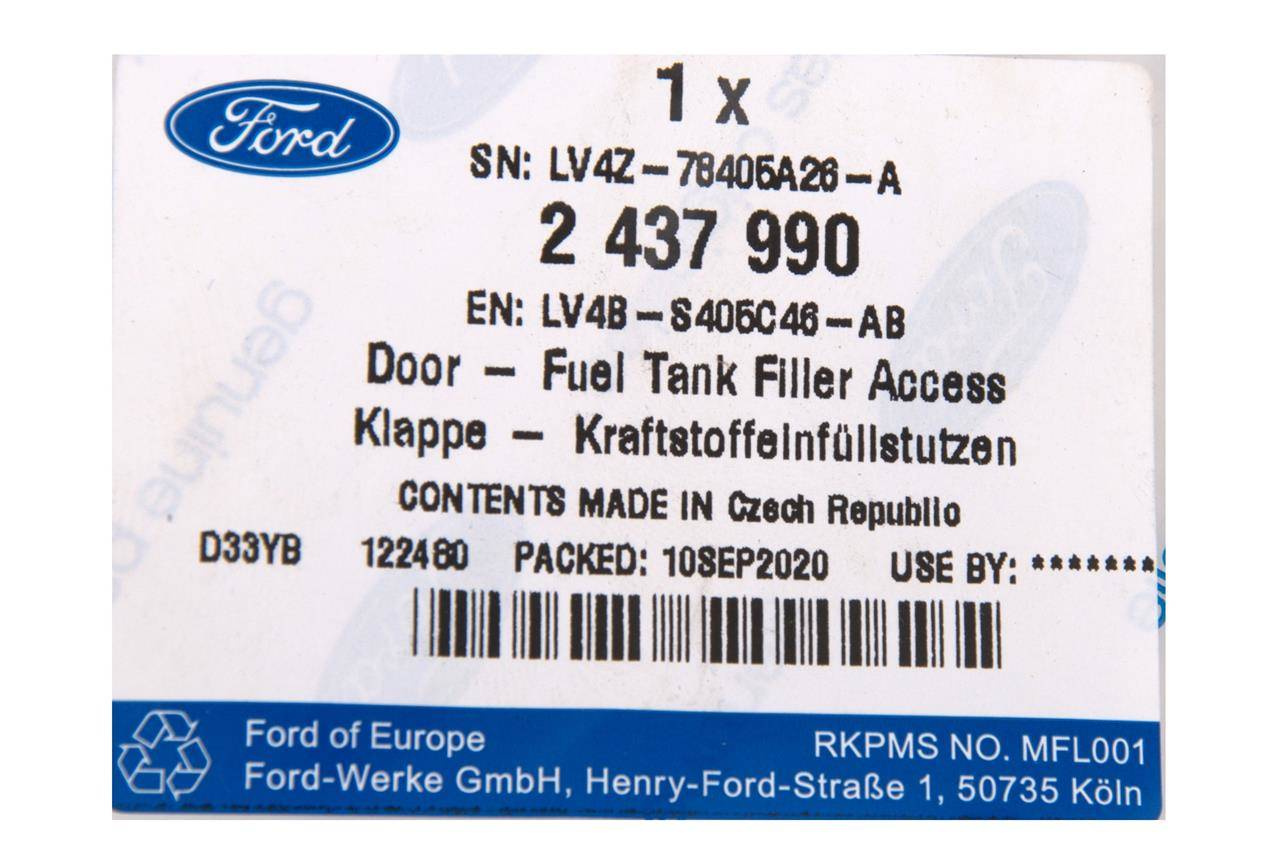 Ford
1 x
SN: LV4Z-78405A26-A
2 437 990
EN: LV4B-S405C46-AB
Door - Fuel Tank Filler Access
Klappe - Kraftstoffeinfüllstutzen
CONTENTS MADE IN Czech Republic
D33YB 122480 PACKED: 10SEP2020 USE BY: *******
genuine
Ford of Europe RKPMS NO. MFL001
Ford-Werke GmbH, Henry-Ford-Straße 1, 50735 Köln